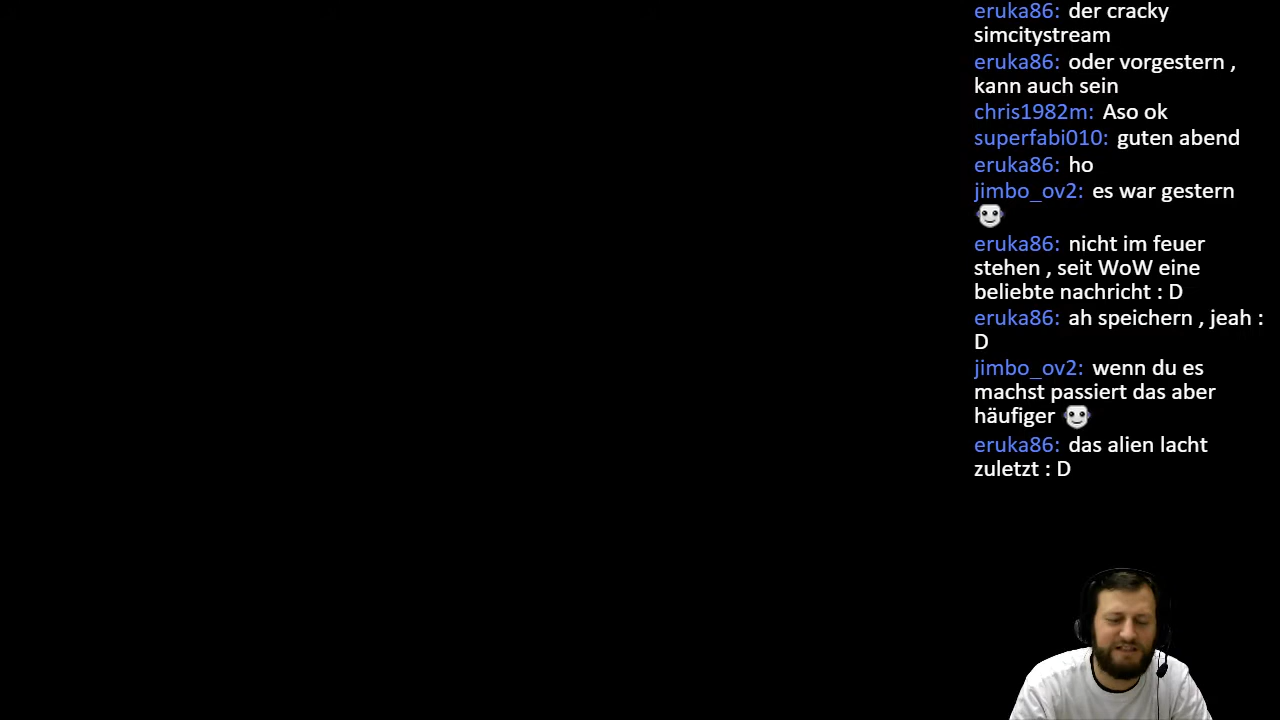 eruka86: der cracky
simcitystream
eruka86: oder vorgestern ,
kann auch sein
chris1982m: Aso ok
superfabi010: guten abend
eruka86: ho
jimbo_ov2: es war gestern
eruka86: nicht im feuer
stehen , seit WoW eine
beliebte nachricht : D
eruka86: ah speichern , jeah :
D
jimbo_ov2: wenn du es
machst passiert das aber
häufiger
eruka86: das alien lacht
zuletzt : D